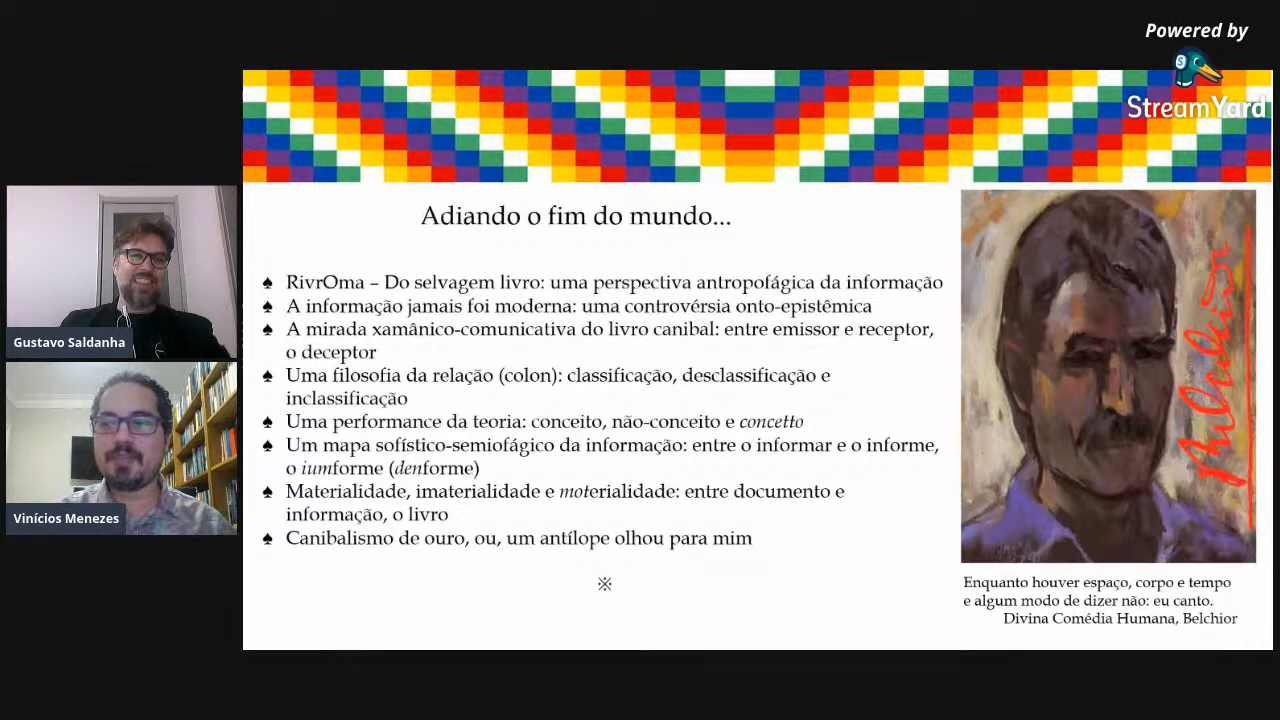 Powered by
StreamYard
Gustavo Saldanha
Vinícios Menezes
Adiando o fim do mundo...
♠ RivrOma – Do selvagem livro: uma perspectiva antropofágica da informação
♠ A informação jamais foi moderna: uma controvérsia onto-epistêmica
♠ A mirada xamânico-comunicativa do livro canibal: entre emissor e receptor,
o deceptor
♠ Uma filosofia da relação (colon): classificação, desclassificação e
inclassificação
♠ Uma performance da teoria: conceito, não-conceito e concetto
♠ Um mapa sofístico-semiofágico da informação: entre o informar e o informe,
o iumforme (denforme)
♠ Materialidade, imaterialidade e moterialidade: entre documento e
informação, o livro
♠ Canibalismo de ouro, ou, um antílope olhou para mim
※
Belchior
Enquanto houver espaço, corpo e tempo
e algum modo de dizer não: eu canto.
Divina Comédia Humana, Belchior